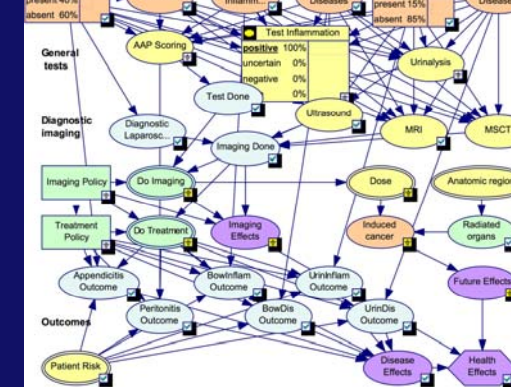 present 40%
absent 60%
Inflamm...
Diseases
present 15%
absent 85%
Disease
General
tests
AAP Scoring
Test Inflammation
positive 100%
uncertain 0%
negative 0%
0%
Urinalysis
Test Done
Ultrasound
Diagnostic
imaging
Diagnostic
Laparosc...
MRI
MSCT
Imaging Done
Imaging Policy
Do Imaging
Dose
Anatomic region
Treatment
Policy
Do Treatment
Imaging
Effects
Induced
cancer
Radiated
organs
Appendicitis
Outcome
BowInflam
Outcome
UrinInflam
Outcome
Future Effects
Outcomes
Peritonitis
Outcome
BowDis
Outcome
UrinDis
Outcome
Patient Risk
Disease
Effects
Health
Effects